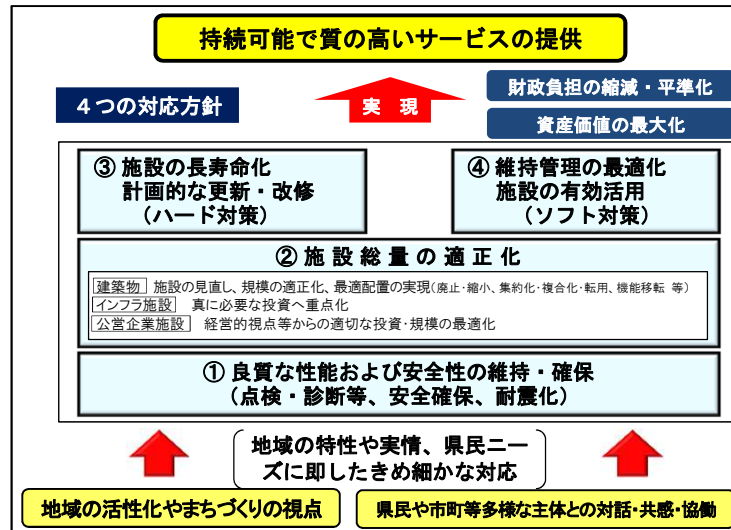 持続可能で質の高いサービスの提供
４つの対応方針
実 現
財政負担の縮減・平準化
資産価値の最大化
③ 施設の長寿命化
計画的な更新・改修
（ハード対策）
④ 維持管理の最適化
施設の有効活用
（ソフト対策）
② 施 設 総 量 の 適 正 化
建築物 施設の見直し、規模の適正化、最適配置の実現(廃止・縮小、集約化・複合化・転用、機能移転 等)
インフラ施設 真に必要な投資へ重点化
公営企業施設 経営的視点等からの適切な投資・規模の最適化
① 良質な性能および安全性の維持・確保
（点検・診断等、安全確保、耐震化）
地域の特性や実情、県民ニー
ズに即したきめ細かな対応
地域の活性化やまちづくりの視点
県民や市町等多様な主体との対話・共感・協働